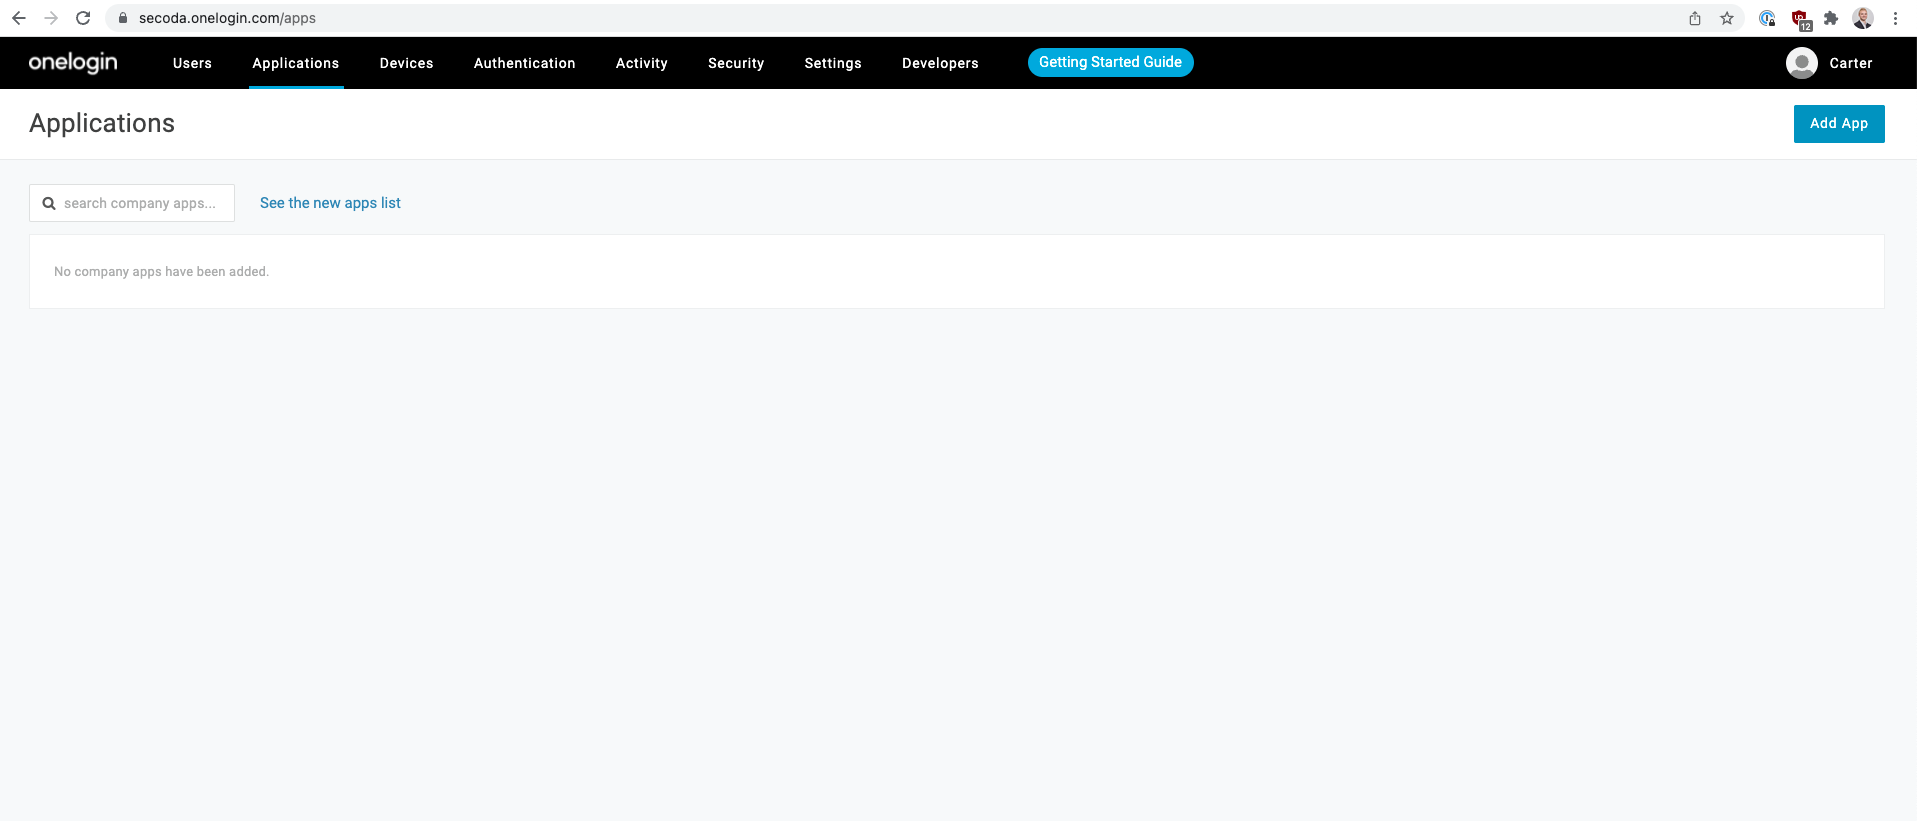 secoda.onelogin.com/apps
12
onelogin Users Applications Devices Authentication Activity Security Settings Developers Getting Started Guide Carter
Applications Add App
search company apps... See the new apps list
No company apps have been added.